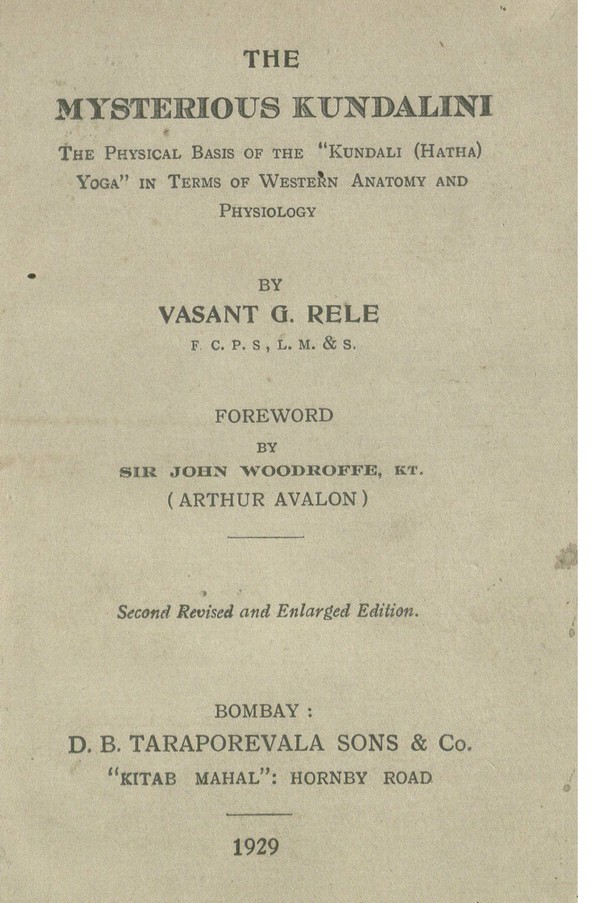 THE
MYSTERIOUS KUNDALINI
THE PHYSICAL BASIS OF THE "KUNDALI (HATHA)
YOGA" IN TERMS OF WESTERN ANATOMY AND
PHYSIOLOGY
BY
VASANT G. RELE
F. C. P. S, L. M. & S.
FOREWORD
BY
SIR JOHN WOODROFFE, KT.
(ARTHUR AVALON)
Second Revised and Enlarged Edition.
BOMBAY :
D. B. TARAPOREVALA SONS & Co.
"KITAB MAHAL": HORNBY ROAD
1929